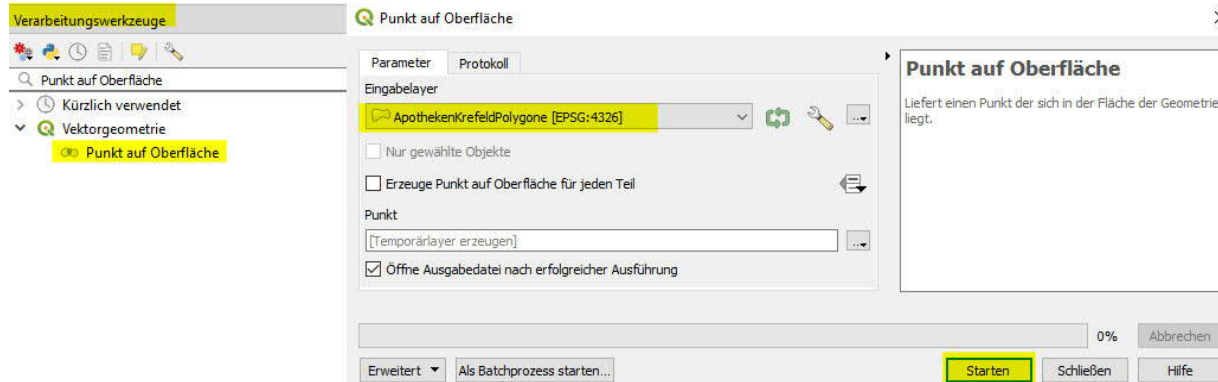 Verarbeitungswerkzeuge
Punkt auf Oberfläche
Kürzlich verwendet
Vektorgeometrie
Punkt auf Oberfläche
Punkt auf Oberfläche
Parameter
Protokoll
Eingabelayer
ApothekenKrefeldPolygone [EPSG:4326]
Nur gewählte Objekte
Erzeuge Punkt auf Oberfläche für jeden Teil
Punkt
[Temporärlayer erzeugen]
Öffne Ausgabedatei nach erfolgreicher Ausführung
Punkt auf Oberfläche
Liefert einen Punkt der sich in der Fläche der Geometrie
liegt.
0%
Abbrechen
Erweitert
Als Batchprozess starten...
Starten
Schließen
Hilfe